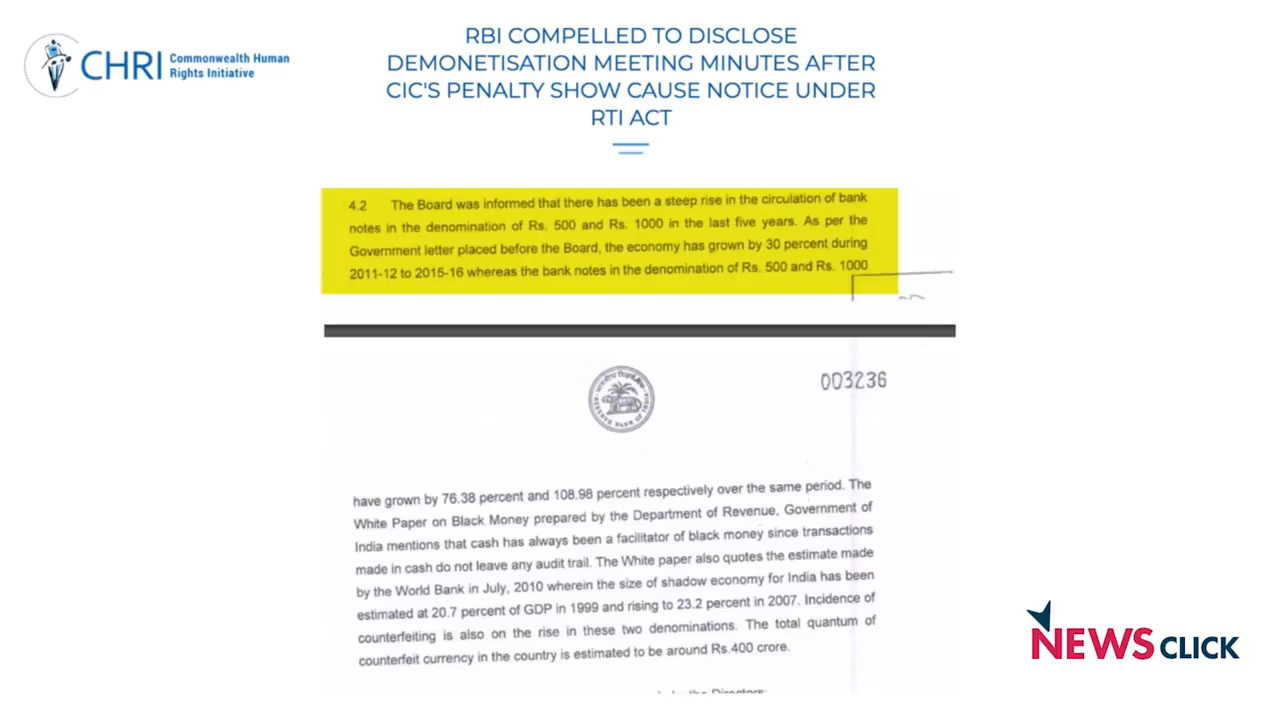 CHRI Commonwealth Human
Rights Initiative
RBI COMPELLED TO DISCLOSE
DEMONETISATION MEETING MINUTES AFTER
CIC'S PENALTY SHOW CAUSE NOTICE UNDER
RTI ACT
4.2 The Board was informed that there has been a steep rise in the circulation of bank
notes in the denomination of Rs. 500 and Rs. 1000 in the last five years. As per the
Government letter placed before the Board, the economy has grown by 30 percent during
2011-12 to 2015-16 whereas the bank notes in the denomination of Rs. 500 and Rs. 1000
003236
have grown by 76.38 percent and 108.98 percent respectively over the same period. The
White Paper on Black Money prepared by the Department of Revenue, Government of
India mentions that cash has always been a facilitator of black money since transactions
made in cash do not leave any audit trail. The White paper also quotes the estimate made
by the World Bank in July, 2010 wherein the size of shadow economy for India has been
estimated at 20.7 percent of GDP in 1999 and rising to 23.2 percent in 2007. Incidence of
counterfeiting is also on the rise in these two denominations. The total quantum of
counterfeit currency in the country is estimated to be around Rs.400 crore.
by the Directors:
NEWSCLICK